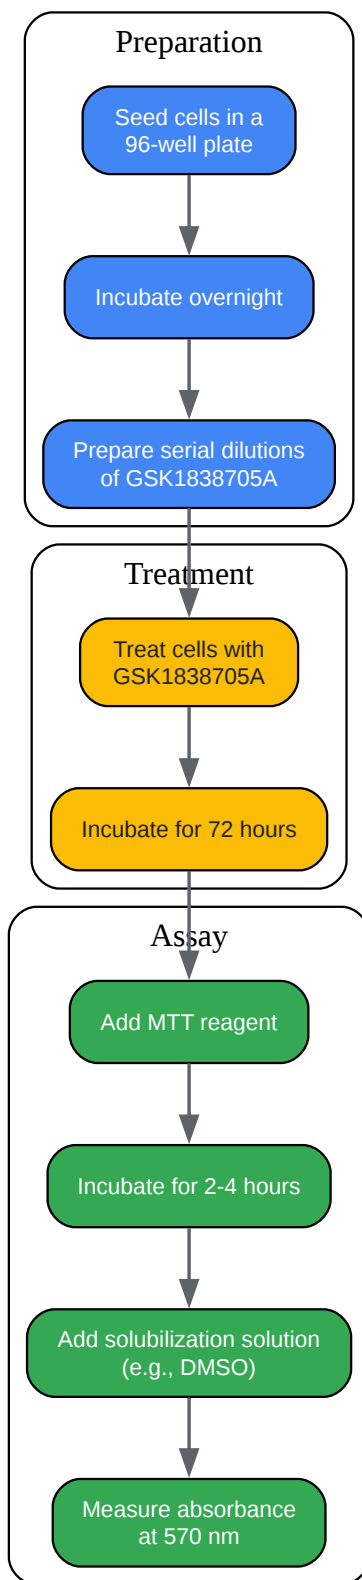 Preparation
Seed cells in a
96-well plate
Incubate overnight
Prepare serial dilutions
of GSK1838705A
Treatment
Treat cells with
GSK1838705A
Incubate for 72 hours
Assay
Add MTT reagent
Incubate for 2-4 hours
Add solubilization solution
(e.g., DMSO)
Measure absorbance
at 570 nm